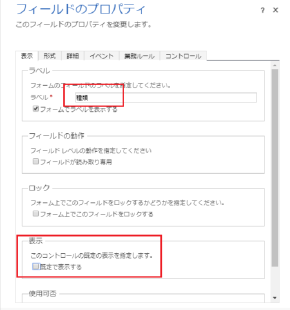 フィールドのプロパティ ? ×
このフィールドのプロパティを変更します。
表示 形式 詳細 イベント 業務ルール コントロール
ラベル
フォームのフィールドのラベルを指定してください。
ラベル* 種類
フォームでラベルを表示する
フィールドの動作
フィールド レベルの動作を指定してください
フィールドが読み取り専用
ロック
フォーム上でこのフィールドをロックするかどうかを指定してください。
フォーム上でこのフィールドをロックする
表示
このコントロールの既定の表示を指定します。
既定で表示する
使用可否